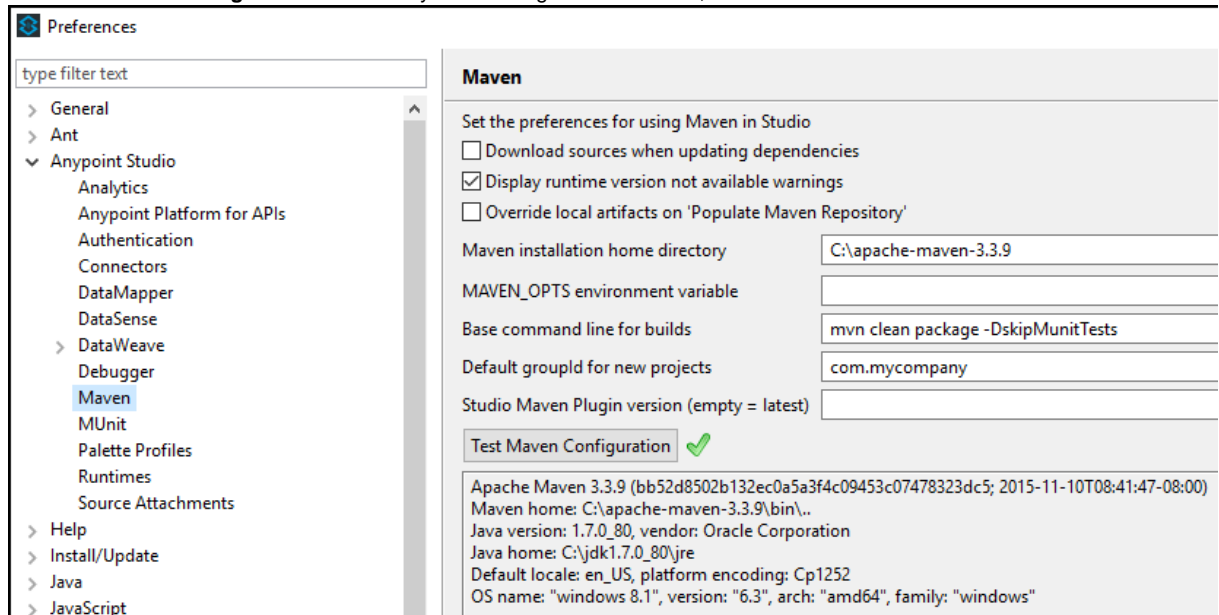 Preferences
type filter text
General
Ant
Anypoint Studio
Analytics
Anypoint Platform for APIs
Authentication
Connectors
DataMapper
DataSense
DataWeave
Debugger
Maven
MUnit
Palette Profiles
Runtimes
Source Attachments
Help
Install/Update
Java
JavaScript
Maven
Set the preferences for using Maven in Studio
Download sources when updating dependencies
Display runtime version not available warnings
Override local artifacts on 'Populate Maven Repository'
Maven installation home directory C:\apache-maven-3.3.9
MAVEN_OPTS environment variable
Base command line for builds mvn clean package -DskipMunitTests
Default groupId for new projects com.mycompany
Studio Maven Plugin version (empty = latest)
Test Maven Configuration
Apache Maven 3.3.9 (bb52d8502b132ec0a5a3f4c09453c07478323dc5; 2015-11-10T08:41:47-08:00)
Maven home: C:\apache-maven-3.3.9\bin\..
Java version: 1.7.0_80, vendor: Oracle Corporation
Java home: C:\jdk1.7.0_80\jre
Default locale: en_US, platform encoding: Cp1252
OS name: "windows 8.1", version: "6.3", arch: "amd64", family: "windows"